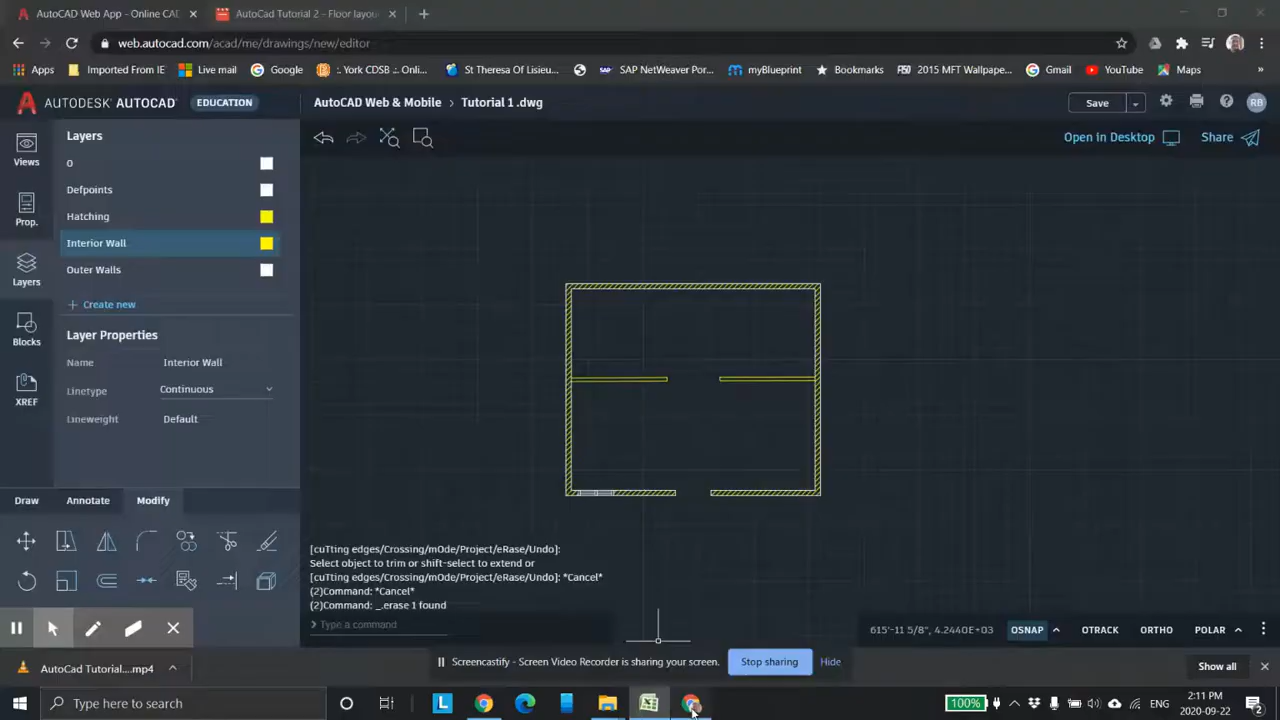 AutoCAD Web App - Online CAD
AutoCad Tutorial 2 - Floor layou
web.autocad.com/acad/me/drawings/new/editor
Apps
Imported From IE
Live mail
Google
:. York CDSB :. Onli...
St Theresa Of Lisieu...
SAP NetWeaver Por...
myBlueprint
Bookmarks
2015 MFT Wallpape...
Gmail
YouTube
Maps
»
AUTODESK AUTOCAD EDUCATION
AutoCAD Web & Mobile > Tutorial 1 .dwg
Save
RB
Views
Prop.
Layers
Blocks
XREF
Layers
0
Defpoints
Hatching
Interior Wall
Outer Walls
+ Create new
Layer Properties
Name Interior Wall
Linetype Continuous
Lineweight Default
Open in Desktop
Share
Draw Annotate Modify
[cuTting edges/Crossing/mOde/Project/eRase/Undo]:
Select object to trim or shift-select to extend or
[cuTting edges/Crossing/mOde/Project/eRase/Undo]: *Cancel*
(2)Command: *Cancel*
(2)Command: _.erase 1 found
Type a command
615'-11 5/8", 4.2440E+03
OSNAP
OTRACK
ORTHO
POLAR
Screencastify - Screen Video Recorder is sharing your screen.
Stop sharing
Hide
AutoCad Tutorial....mp4
Show all
Type here to search
L
100%
ENG
2:11 PM
2020-09-22
2